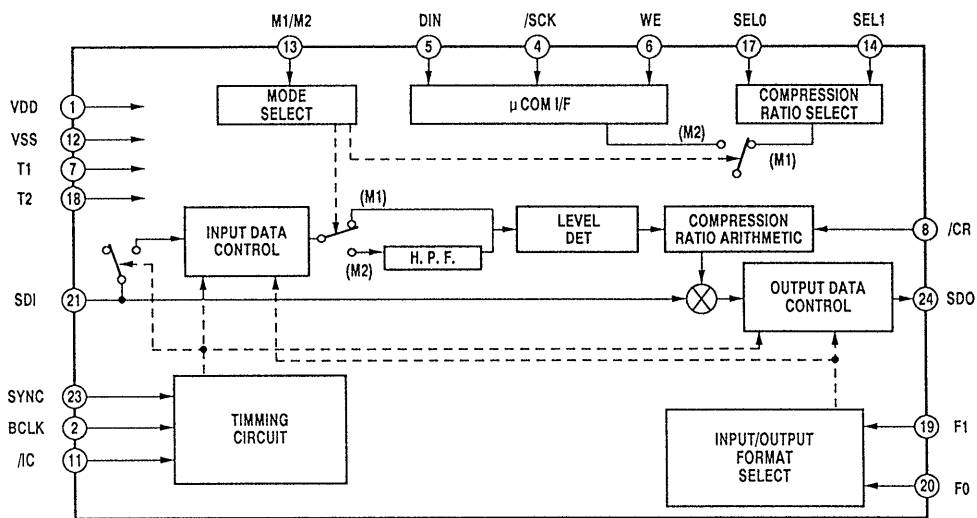 M1/M2 DIN /SCK WE SEL0 SEL1
13 5 4 6 17 14
VDD 1
MODE
SELECT
μCOM I/F
COMPRESSION
RATIO SELECT
VSS 12
(M2)
(M1)
T1 7
T2 18
(M1)
INPUT DATA
CONTROL
LEVEL
DET
COMPRESSION
RATIO ARITHMETIC
8 /CR
H. P. F.
(M2)
SDI 21
OUTPUT DATA
CONTROL
24 SDO
SYNC 23
BCLK 2
/IC 11
TIMMING
CIRCUIT
INPUT/OUTPUT
FORMAT
SELECT
19 F1
20 F0